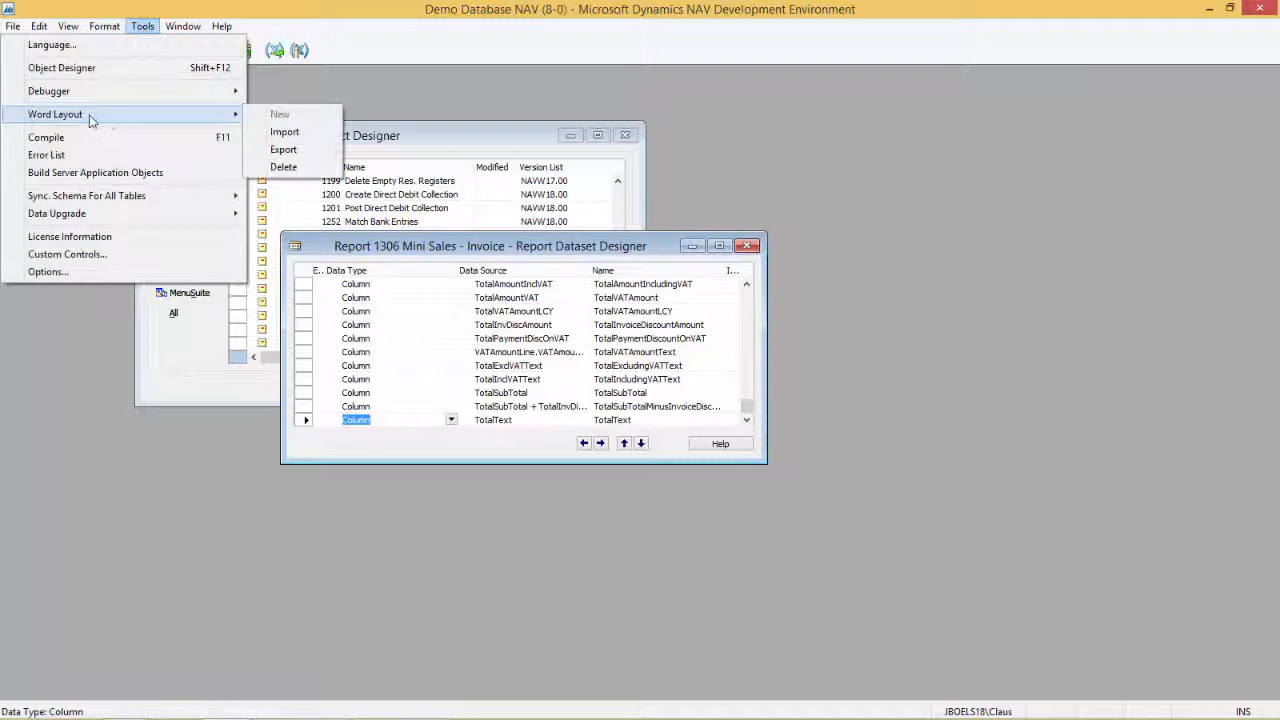 Demo Database NAV (8-0) - Microsoft Dynamics NAV Development Environment
File Edit View Format Tools Window Help
Language...
Object Designer Shift+F12
Debugger
Word Layout
Compile F11
Error List
Build Server Application Objects
Sync. Schema For All Tables
Data Upgrade
License Information
Custom Controls...
Options...
New
Import
Export
Delete
Designer
Name Modified Version List
1199 Delete Empty Res. Registers NAVW17.00
1200 Create Direct Debit Collection NAVW18.00
1201 Post Direct Debit Collection NAVW18.00
1252 Match Bank Entries NAVW18.00
MenuSuite
All
Report 1306 Mini Sales - Invoice - Report Dataset Designer
E.. Data Type Data Source Name I...
Column TotalAmountInclVAT TotalAmountIncludingVAT
Column TotalAmountVAT TotalVATAmount
Column TotalVATAmountLCY TotalVATAmountLCY
Column TotalInvDiscAmount TotalInvoiceDiscountAmount
Column TotalPaymentDiscOnVAT TotalPaymentDiscountOnVAT
Column VATAmountLine.VATAmou... TotalVATAmountText
Column TotalExclVATText TotalExcludingVATText
Column TotalInclVATText TotalIncludingVATText
Column TotalSubTotal TotalSubTotal
Column TotalSubTotal + TotalInvDi... TotalSubTotalMinusInvoiceDisc...
Column TotalText TotalText
Help
Data Type: Column JBOELS18\Claus INS